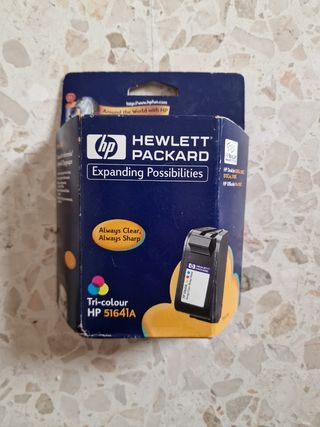 http://www.hpfun.com
Around the World with HP
hp
HEWLETT®
PACKARD
Expanding Possibilities
Always Clear,
Always Sharp
Tri-colour
HP 51641A
hp